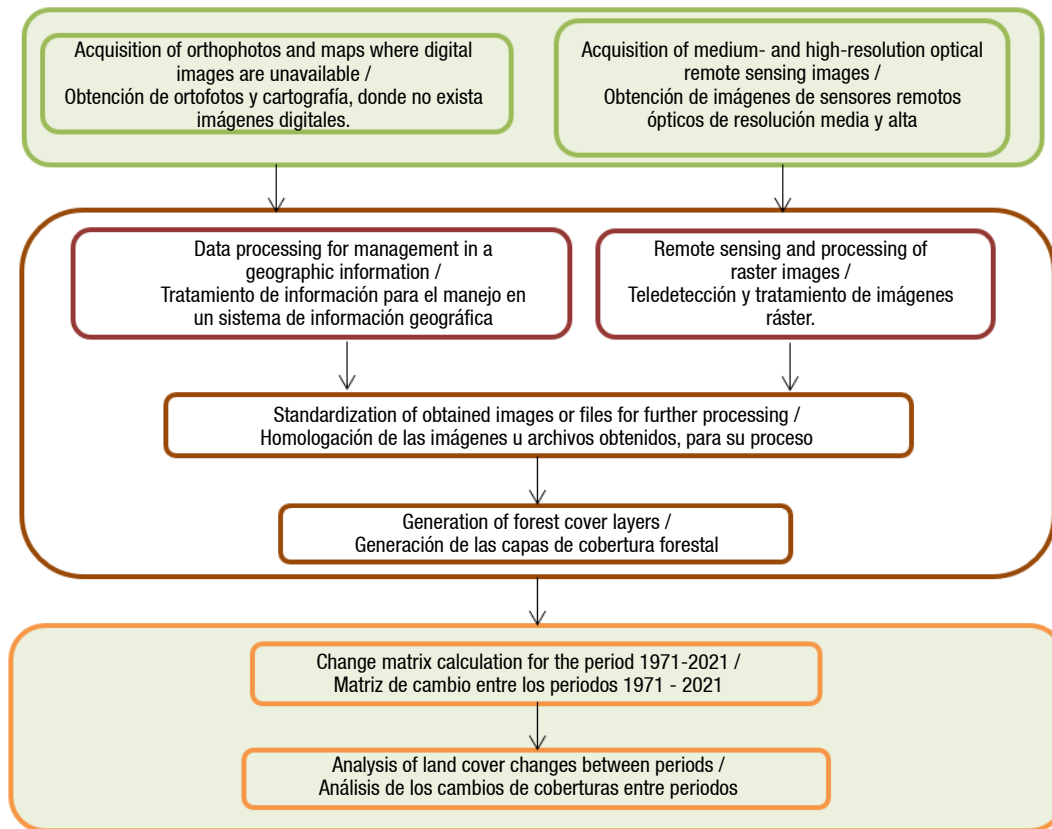 Acquisition of orthophotos and maps where digital
images are unavailable /
Obtención de ortofotos y cartografía, donde no exista
imágenes digitales.
Acquisition of medium- and high-resolution optical
remote sensing images /
Obtención de imágenes de sensores remotos
ópticos de resolución media y alta
Data processing for management in a
geographic information /
Tratamiento de información para el manejo en
un sistema de información geográfica
Remote sensing and processing of
raster images /
Teledetección y tratamiento de imágenes
ráster.
Standardization of obtained images or files for further processing /
Homologación de las imágenes u archivos obtenidos, para su proceso
Generation of forest cover layers /
Generación de las capas de cobertura forestal
Change matrix calculation for the period 1971-2021 /
Matriz de cambio entre los periodos 1971 - 2021
Analysis of land cover changes between periods /
Análisis de los cambios de coberturas entre periodos